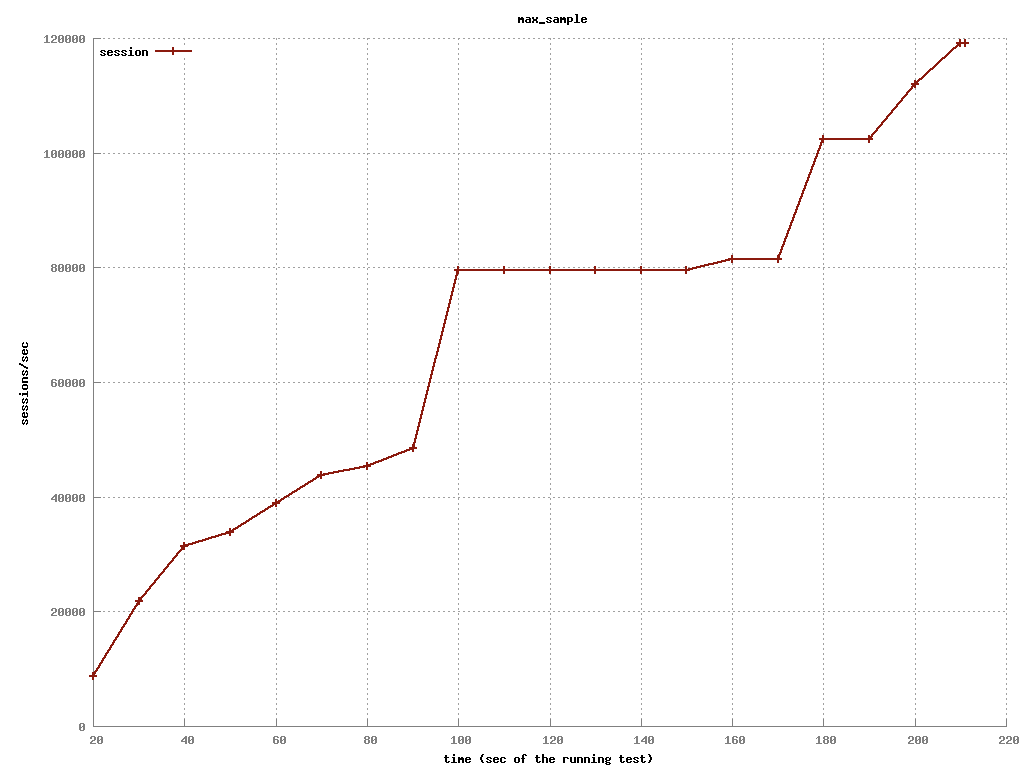 max_sample
session
120000
100000
80000
60000
40000
20000
0
sessions/sec
20 40 60 80 100 120 140 160 180 200 220
time (sec of the running test)